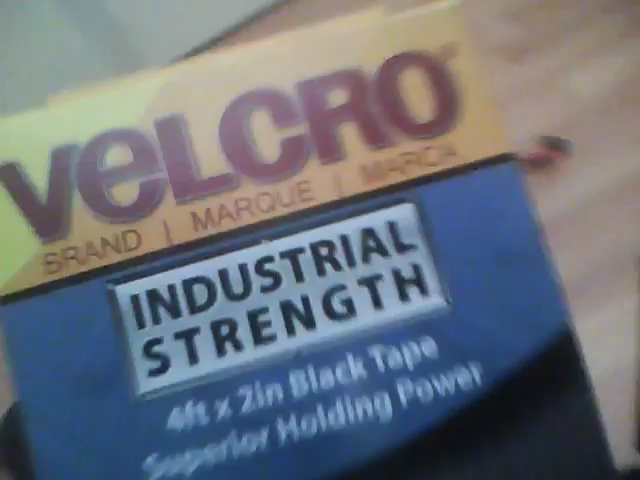 VELCRO
BRAND | MARQUE | MARCA
INDUSTRIAL
STRENGTH
4ft x 2in Black Tape
Superior Holding Power